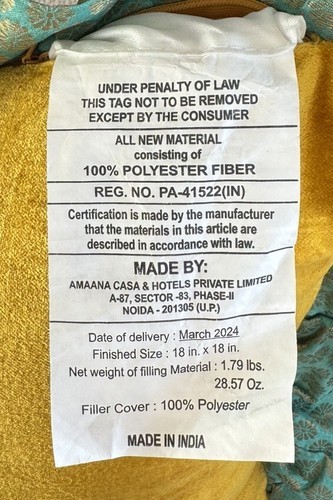 UNDER PENALTY OF LAW
THIS TAG NOT TO BE REMOVED
EXCEPT BY THE CONSUMER
ALL NEW MATERIAL
consisting of
100% POLYESTER FIBER
REG. NO. PA-41522(IN)
Certification is made by the manufacturer
that the materials in this article are
described in accordance with law.
MADE BY:
AMAANA CASA & HOTELS PRIVATE LIMITED
A-87, SECTOR -83, PHASE-II
NOIDA - 201305 (U.P.)
Date of delivery : March 2024
Finished Size : 18 in. x 18 in.
Net weight of filling Material : 1.79 lbs.
28.57 Oz.
Filler Cover : 100% Polyester
MADE IN INDIA